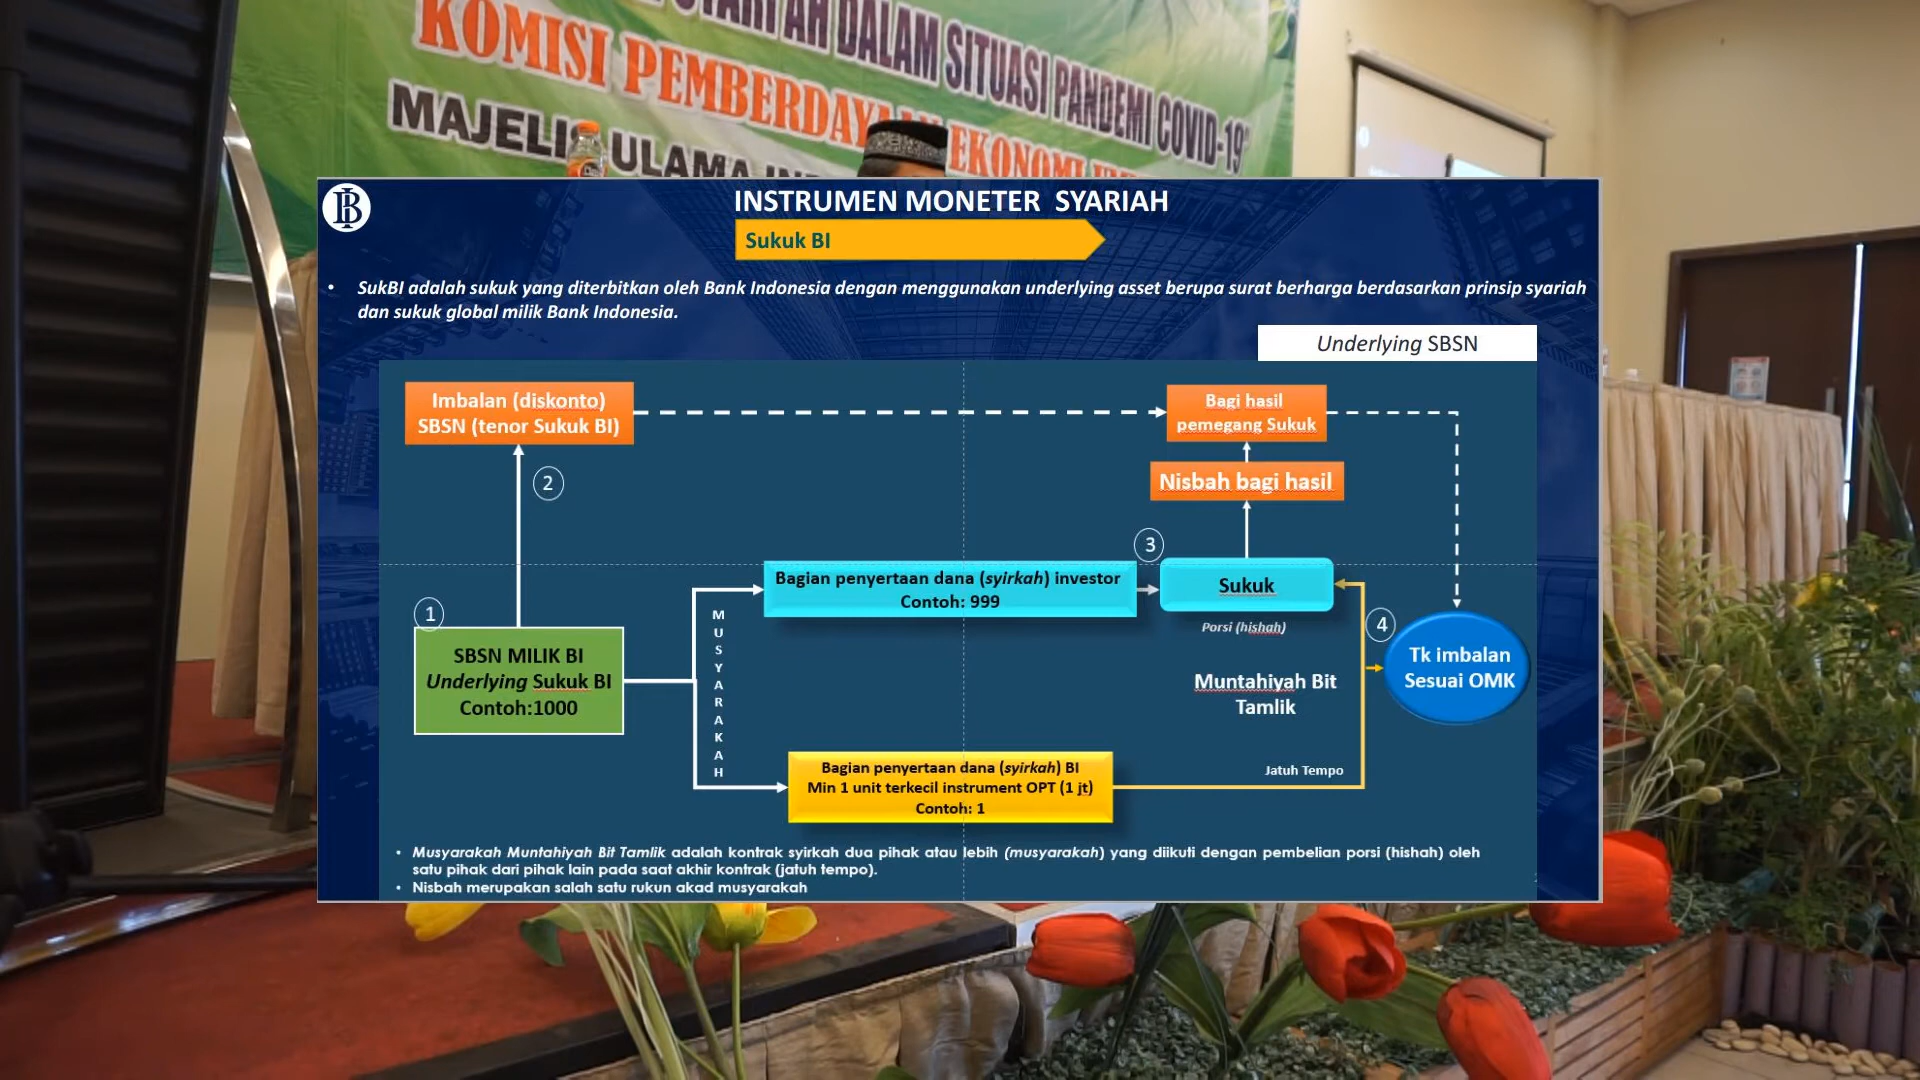 DALAM SITUASI PANDEMI COVID-19"
KOMISI
MAJELIS ULAMA
EKONOMI
BI
INSTRUMEN MONETER SYARIAH
Sukuk BI
• SukBI adalah sukuk yang diterbitkan oleh Bank Indonesia dengan menggunakan underlying asset berupa surat berharga berdasarkan prinsip syariah
dan sukuk global milik Bank Indonesia.
Underlying SBSN
Imbalan (diskonto)
SBSN (tenor Sukuk BI)
Bagi hasil
pemegang Sukuk
2
Nisbah bagi hasil
3
Bagian penyertaan dana (syirkah) investor
Contoh: 999
Sukuk
1
MUSYARAKAH
Porsi (hishah)
4
SBSN MILIK BI
Underlying Sukuk BI
Contoh:1000
Tk imbalan
Sesuai OMK
Muntahiyah Bit
Tamlik
Bagian penyertaan dana (syirkah) BI
Min 1 unit terkecil instrument OPT (1 jt)
Contoh: 1
Jatuh Tempo
• Musyarakah Muntahiyah Bit Tamlik adalah kontrak syirkah dua pihak atau lebih (musyarakah) yang diikuti dengan pembelian porsi (hishah) oleh
satu pihak dari pihak lain pada saat akhir kontrak (jatuh tempo).
• Nisbah merupakan salah satu rukun akad musyarakah